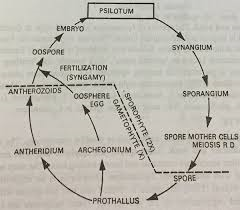 PSILOTUM
EMBRYO
SYNANGIUM
OOSPORE
FERTILIZATION
(SYNGAMY)
SPORANGIUM
ANTHEROZOIDS
OOSPHERE
EGG
SPOROPHYTE (2X)
GAMETOPHYTE (X)
SPORE MOTHER CELLS
MEIOSIS R D
ANTHERIDIUM
ARCHEGONIUM
SPORE
PROTHALLUS